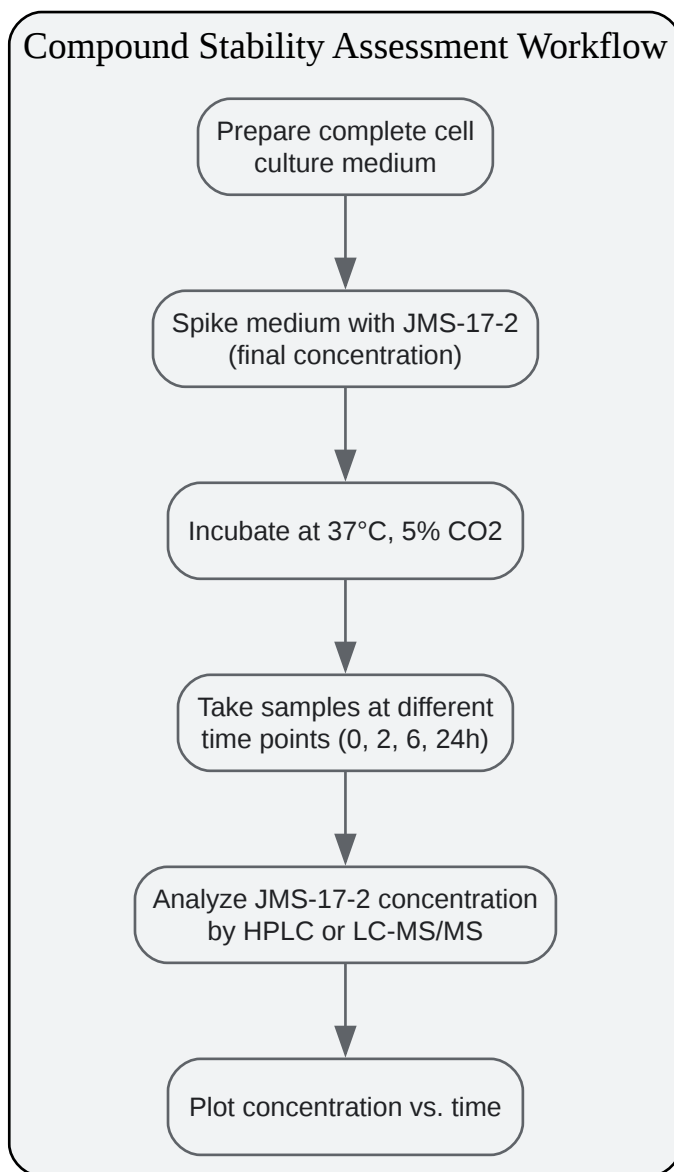 Compound Stability Assessment Workflow
Prepare complete cell
culture medium
Spike medium with JMS-17-2
(final concentration)
Incubate at 37°C, 5% CO2
Take samples at different
time points (0, 2, 6, 24h)
Analyze JMS-17-2 concentration
by HPLC or LC-MS/MS
Plot concentration vs. time